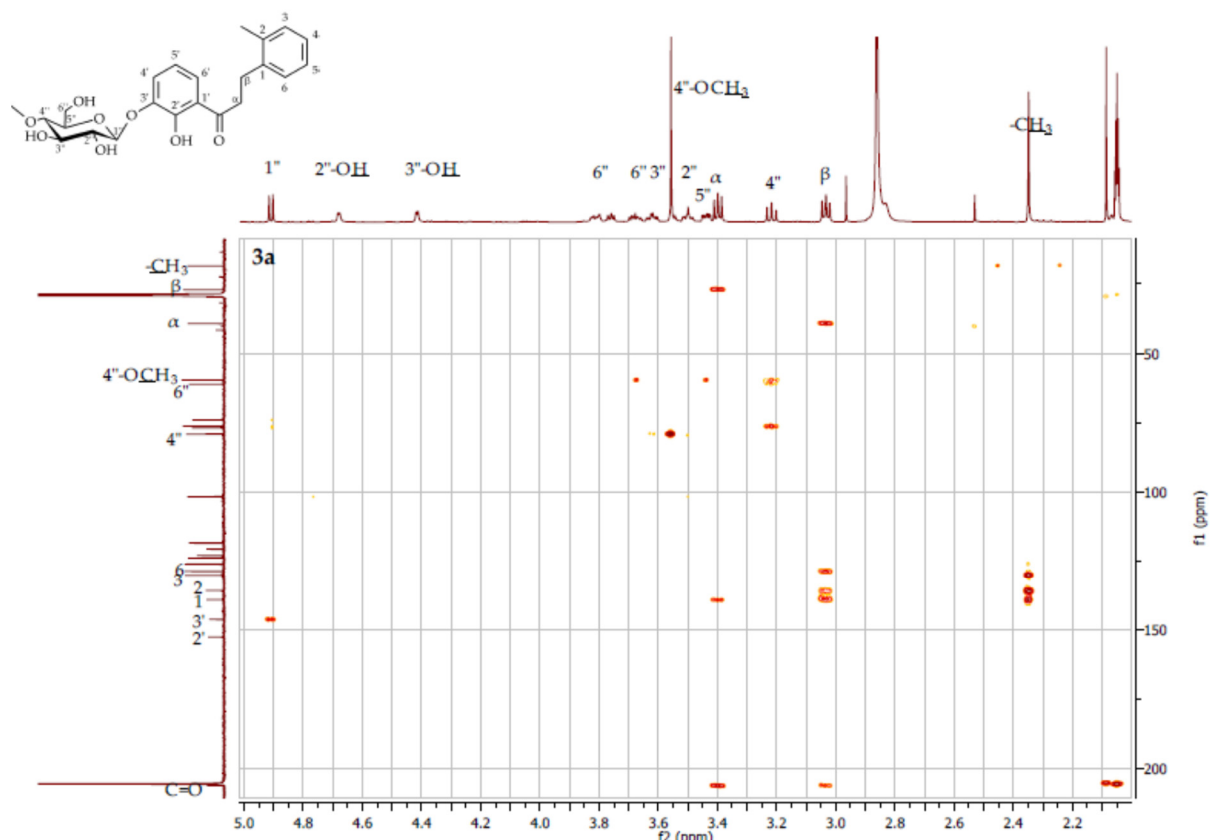 3
2
4
5'
4'
6'
1
5
β
6
6'' OH
3'
1'
α
4''
O
5''
O
2'
O
1''
HO
2''
OH
O
3''
OH
4''-OCH3
-CH3
1''
2''-OH
3''-OH
6''
6''
3''
2''
5''
α
4''
β
3a
-CH3
β
α
4''-OCH3
6''
4''
6
3
2
1
3'
2'
C=O
50
100
150
200
f1 (ppm)
5.0 4.8 4.6 4.4 4.2 4.0 3.8 3.6 3.4 3.2 3.0 2.8 2.6 2.4 2.2
f2 (ppm)